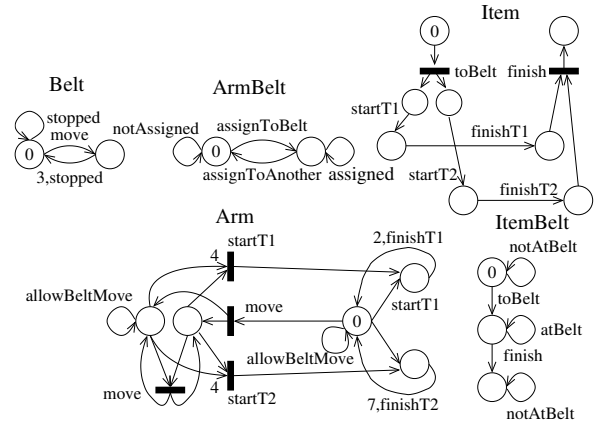 Item
0
toBelt
finish
startT1
finishT1
startT2
finishT2
Belt
stopped
move
0
3,stopped
ArmBelt
notAssigned
assignToBelt
0
assignToAnother
assigned
Arm
4
startT1
2,finishT1
allowBeltMove
move
0
startT1
allowBeltMove
move
4
startT2
7,finishT2
ItemBelt
notAtBelt
0
toBelt
atBelt
finish
notAtBelt